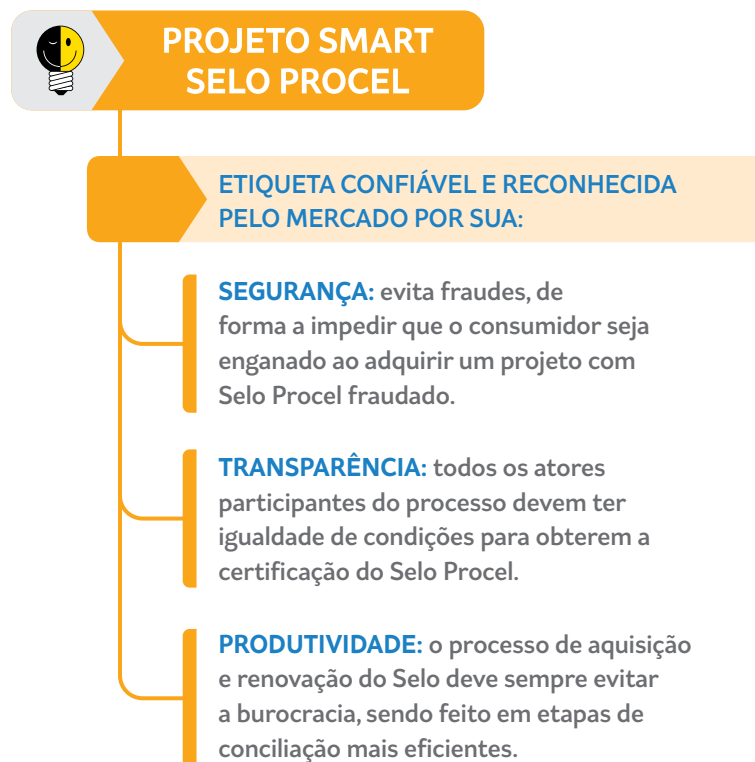 PROJETO SMART
SELO PROCEL
ETIQUETA CONFIÁVEL E RECONHECIDA
PELO MERCADO POR SUA:
SEGURANÇA: evita fraudes, de
forma a impedir que o consumidor seja
enganado ao adquirir um projeto com
Selo Procel fraudado.
TRANSPARÊNCIA: todos os atores
participantes do processo devem ter
igualdade de condições para obterem a
certificação do Selo Procel.
PRODUTIVIDADE: o processo de aquisição
e renovação do Selo deve sempre evitar
a burocracia, sendo feito em etapas de
conciliação mais eficientes.